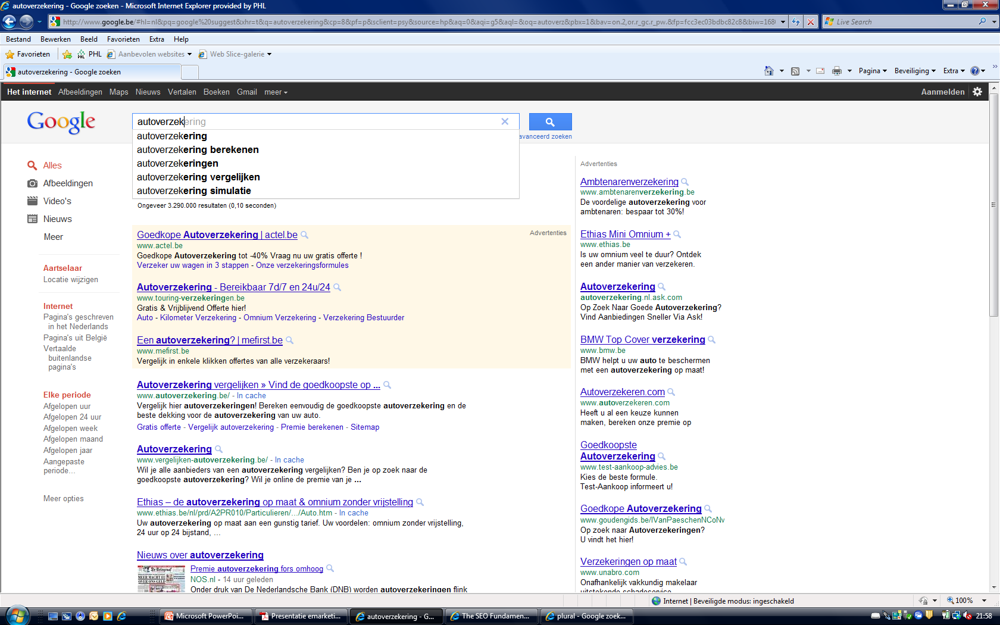 autoverzekering - Google zoeken - Microsoft Internet Explorer provided by PHL
http://www.google.be/#hl=nl&pq=google%20suggest&xhr=t&q=autoverzekering&cp=8&pf=p&sclient=psy&source=hp&aq=0&aqi=g5&aql=&oq=autoverz&pbx=1&bav=on.2,or.r_gc.r_pw.&fp=fcc3ec03bdbc82c8&biw=168
Live Search
Bestand Bewerken Beeld Favorieten Extra Help
Favorieten PHL Aanbevolen websites Web Slice-galerie
autoverzekering - Google zoeken
Pagina Beveiliging Extra
Het internet Afbeeldingen Maps Nieuws Vertalen Boeken Gmail meer Aanmelden
Google
autoverzekering
avanceerd zoeken
autoverzekering
autoverzekering berekenen
autoverzekeringen
autoverzekering vergelijken
autoverzekering simulatie
Ongeveer 3.290.000 resultaten (0,10 seconden)
Alles
Afbeeldingen
Video's
Nieuws
Meer
Aartselaar
Locatie wijzigen
Internet
Pagina's geschreven
in het Nederlands
Pagina's uit België
Vertaalde
buitenlandse
pagina's
Elke periode
Afgelopen uur
Afgelopen 24 uur
Afgelopen week
Afgelopen maand
Afgelopen jaar
Aangepaste
periode...
Meer opties
Advertenties
Goedkope Autoverzekering | actel.be
www.actel.be
Goedkope Autoverzekering tot -40% Vraag nu uw gratis offerte !
Verzeker uw wagen in 3 stappen - Onze verzekeringsformules
Autoverzekering - Bereikbaar 7d/7 en 24u/24
www.touring-verzekeringen.be
Gratis & Vrijblijvend Offerte hier!
Auto - Kilometer Verzekering - Omnium Verzekering - Verzekering Bestuurder
Een autoverzekering? | mefirst.be
www.mefirst.be
Vergelijk in enkele klikken offertes van alle verzekeraars!
Autoverzekering vergelijken » Vind de goedkoopste op ...
www.autoverzekering.be/ - In cache
Vergelijk hier autoverzekeringen! Bereken eenvoudig de goedkoopste autoverzekering en de
beste dekking voor de autoverzekering van uw auto.
Gratis offerte - Vergelijk autoverzekering - Premie berekenen - Sitemap
Autoverzekering
www.vergelijken-autoverzekering.be/ - In cache
Wil je alle aanbieders van een autoverzekering vergelijken? Ben je op zoek naar de
goedkoopste autoverzekering? Wil je online de premie van je ...
Ethias – de autoverzekering op maat & omnium zonder vrijstelling
www.ethias.be/nl/prd/A2PR010/Particulieren/.../Auto.htm - In cache
Uw autoverzekering op maat aan een gunstig tarief. Uw voordelen: omnium zonder vrijstelling,
24 uur op 24 bijstand, ...
Nieuws over autoverzekering
De Telegraaf
MEER MACHT EU
OVER ONS GELD
Premie autoverzekering fors omhoog
NOS.nl - 14 uur geleden
Onder druk van De Nederlandsche Bank (DNB) worden autoverzekeringen flink
Advertenties
Ambtenarenverzekering
www.ambtenarenverzekering.be
De voordelige autoverzekering voor
ambtenaren: bespaar tot 30%!
Ethias Mini Omnium +
www.ethias.be
Is uw omnium veel te duur? Ontdek
een ander manier van verzekeren.
Autoverzekering
autoverzekering.nl.ask.com
Op Zoek Naar Goede Autoverzekering?
Vind Aanbiedingen Sneller Via Ask!
BMW Top Cover verzekering
www.bmw.be
BMW helpt u uw auto te beschermen
met een autoverzekering op maat!
Autoverzekeren.com
www.autoverzekeren.com
Heeft u al een keuze kunnen
maken, bereken onze premie op
Goedkoopste
Autoverzekering
www.test-aankoop-advies.be
Kies de beste formule.
Test-Aankoop informeert u!
Goedkope Autoverzekering
www.goudengids.be/IVanPaeschenNCoNv
Op zoek naar Autoverzekeringen?
U vindt het hier!
Verzekeringen op maat
www.unabro.com
Onafhankelijk vakkundig makelaar
uitstekende schadeservice
Internet | Beveiligde modus: ingeschakeld
100%
Microsoft PowerPoi... Presentatie emarketi... autoverzekering - G... The SEO Fundamen... plural - Google zoek... 21:58